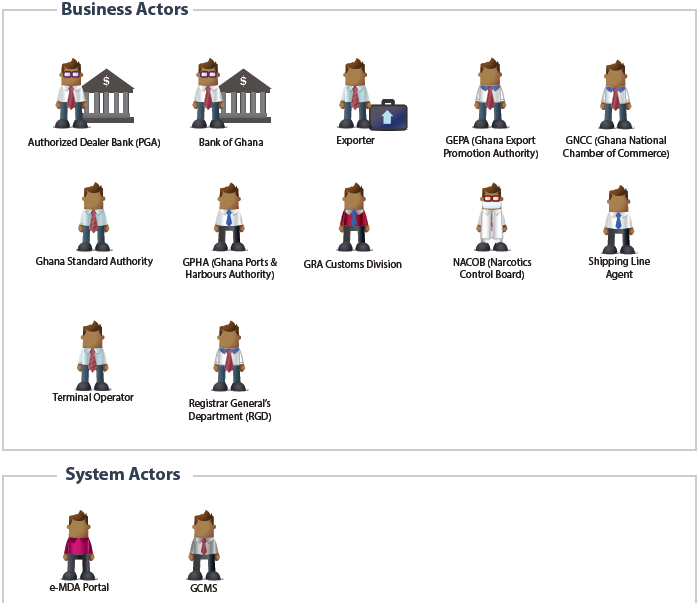 Business Actors
$
$
Authorized Dealer Bank (PGA)
Bank of Ghana
Exporter
GEPA (Ghana Export
Promotion Authority)
GNCC (Ghana National
Chamber of Commerce)
Ghana Standard Authority
GPHA (Ghana Ports &
Harbours Authority)
GRA Customs Division
NACOB (Narcotics
Control Board)
Shipping Line
Agent
Terminal Operator
Registrar General's
Department (RGD)
System Actors
e-MDA Portal
GCMS